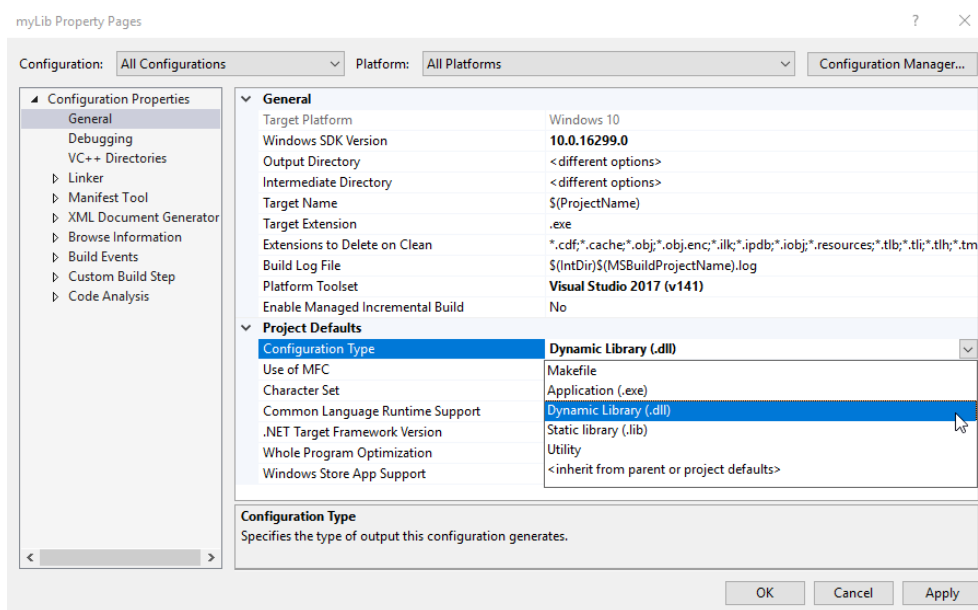 myLib Property Pages
?
Configuration: All Configurations Platform: All Platforms Configuration Manager...
Configuration Properties
General
Debugging
VC++ Directories
Linker
Manifest Tool
XML Document Generator
Browse Information
Build Events
Custom Build Step
Code Analysis
General
Target Platform Windows 10
Windows SDK Version 10.0.16299.0
Output Directory <different options>
Intermediate Directory <different options>
Target Name $(ProjectName)
Target Extension .exe
Extensions to Delete on Clean *.cdf;*.cache;*.obj;*.obj.enc;*.ilk;*.ipdb;*.iobj;*.resources;*.tlb;*.tli;*.tlh;*.tm
Build Log File $(IntDir)$(MSBuildProjectName).log
Platform Toolset Visual Studio 2017 (v141)
Enable Managed Incremental Build No
Project Defaults
Configuration Type Dynamic Library (.dll)
Use of MFC
Character Set
Common Language Runtime Support
.NET Target Framework Version
Whole Program Optimization
Windows Store App Support
Makefile
Application (.exe)
Dynamic Library (.dll)
Static library (.lib)
Utility
<inherit from parent or project defaults>
Configuration Type
Specifies the type of output this configuration generates.
OK Cancel Apply